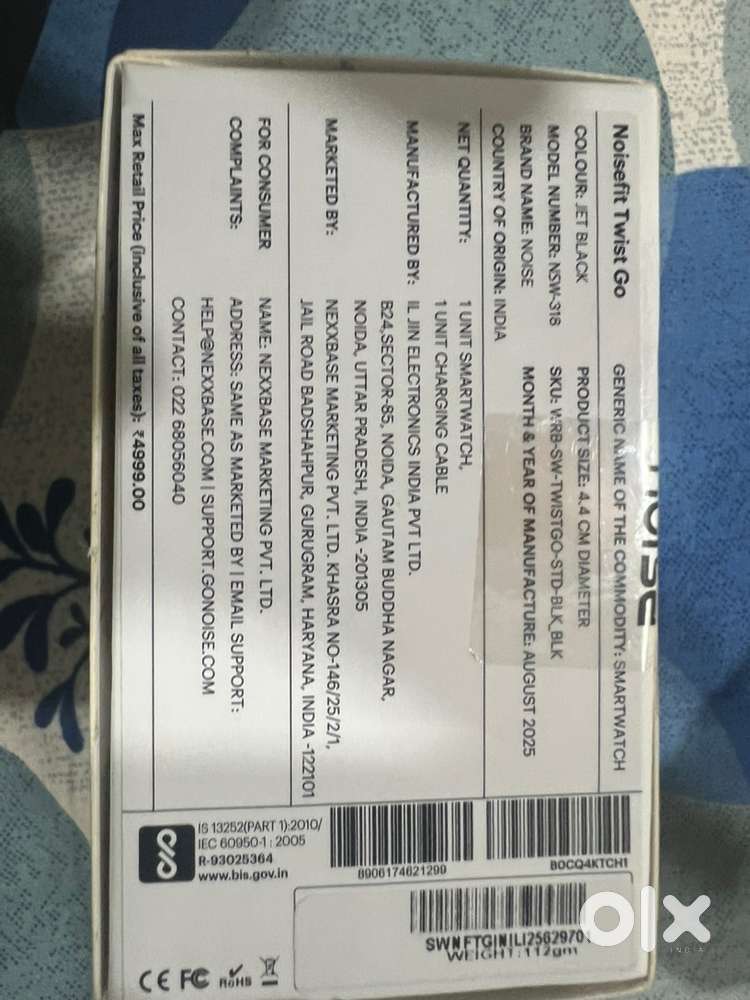 noise
Noisefit Twist Go
GENERIC NAME OF THE COMMODITY: SMARTWATCH
COLOUR: JET BLACK
PRODUCT SIZE: 4.4 CM DIAMETER
MODEL NUMBER: NSW-318
SKU: WRB-SW-TWISTGO-STD-BLK_BLK
BRAND NAME: NOISE
MONTH & YEAR OF MANUFACTURE: AUGUST 2025
COUNTRY OF ORIGIN: INDIA
NET QUANTITY:
1 UNIT SMARTWATCH,
1 UNIT CHARGING CABLE
MANUFACTURED BY:
IL JIN ELECTRONICS INDIA PVT LTD.
B24,SECTOR-85, NOIDA, GAUTAM BUDDHA NAGAR,
NOIDA, UTTAR PRADESH, INDIA -201305
MARKETED BY:
NEXXBASE MARKETING PVT. LTD. KHASRA NO-146/25/2/1,
JAIL ROAD BADSHAHPUR, GURUGRAM, HARYANA, INDIA -122101
FOR CONSUMER
COMPLAINTS:
NAME: NEXXBASE MARKETING PVT. LTD.
ADDRESS: SAME AS MARKETED BY | EMAIL SUPPORT:
HELP@NEXXBASE.COM | SUPPORT.GONOISE.COM
CONTACT: 022 68056040
Max Retail Price (inclusive of all taxes): ₹4999.00
B0CQ4KTCH1
8906174621299
IS 13252(PART 1):2010/
IEC 60950-1 : 2005
R-93025364
www.bis.gov.in
WEIGHT: 112gm
CE FC RoHS
olx
INDIA